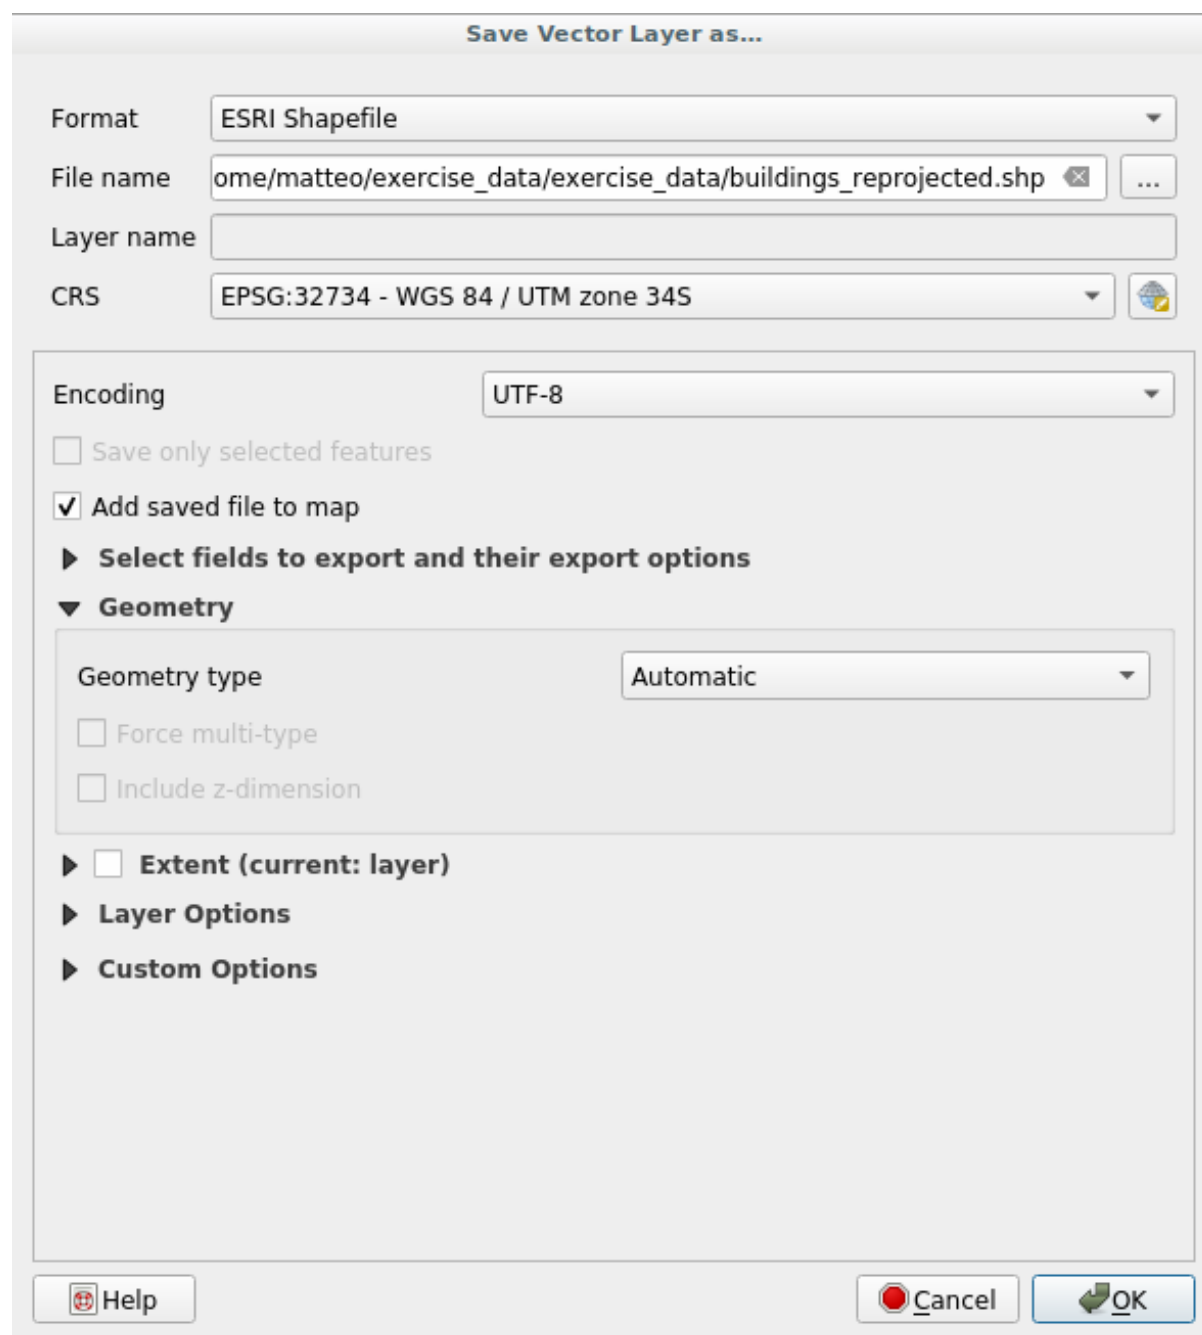 Save Vector Layer as...
Format ESRI Shapefile
File name ome/matteo/exercise_data/exercise_data/buildings_reprojected.shp ...
Layer name
CRS EPSG:32734 - WGS 84 / UTM zone 34S
Encoding UTF-8
Save only selected features
Add saved file to map
Select fields to export and their export options
Geometry
Geometry type Automatic
Force multi-type
Include z-dimension
Extent (current: layer)
Layer Options
Custom Options
Help Cancel OK